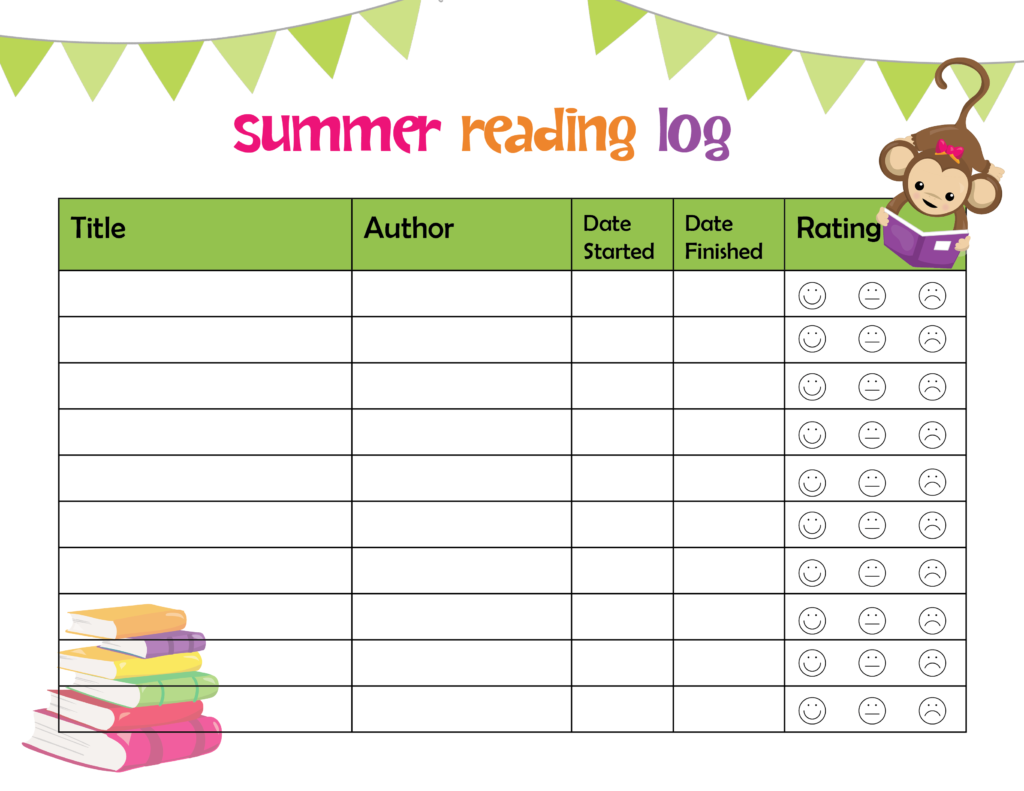 summer reading log
Title
Author
Date
Started
Date
Finished
Rating